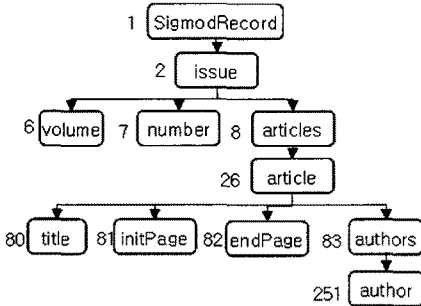 1 SigmodRecord
2 issue
6 volume 7 number 8 articles
26 article
80 title 81 initPage 82 endPage 83 authors
251 author